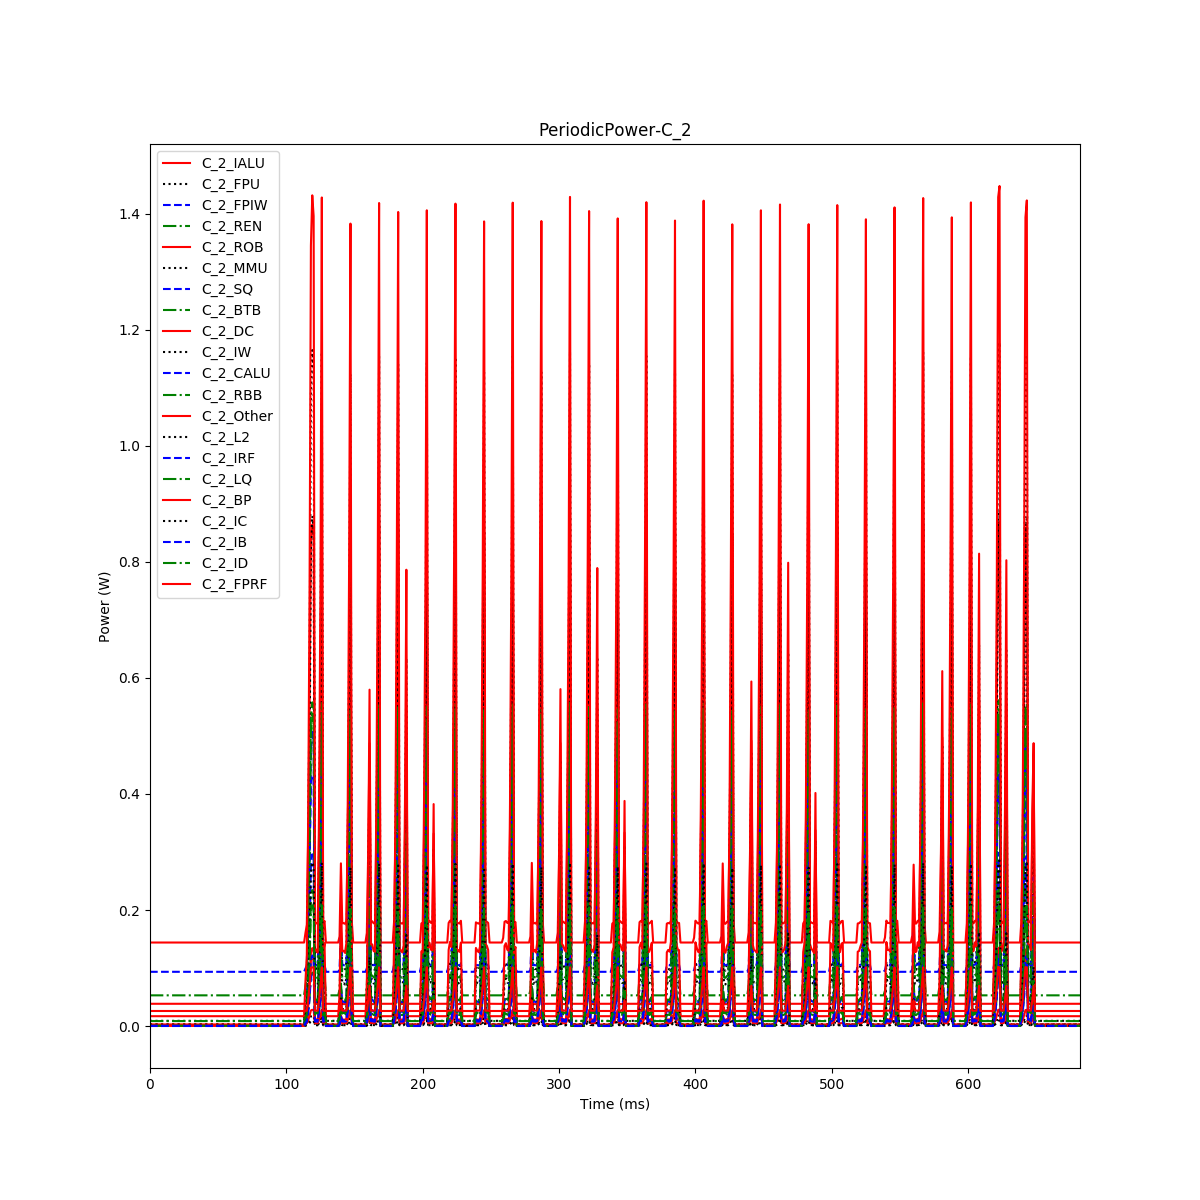 PeriodicPower-C_2
C_2_IALU
C_2_FPU
C_2_FPIW
C_2_REN
C_2_ROB
C_2_MMU
C_2_SQ
C_2_BTB
C_2_DC
C_2_IW
C_2_CALU
C_2_RBB
C_2_Other
C_2_L2
C_2_IRF
C_2_LQ
C_2_BP
C_2_IC
C_2_IB
C_2_ID
C_2_FPRF
1.4
1.2
1.0
0.8
0.6
0.4
0.2
0.0
Power (W)
0 100 200 300 400 500 600
Time (ms)